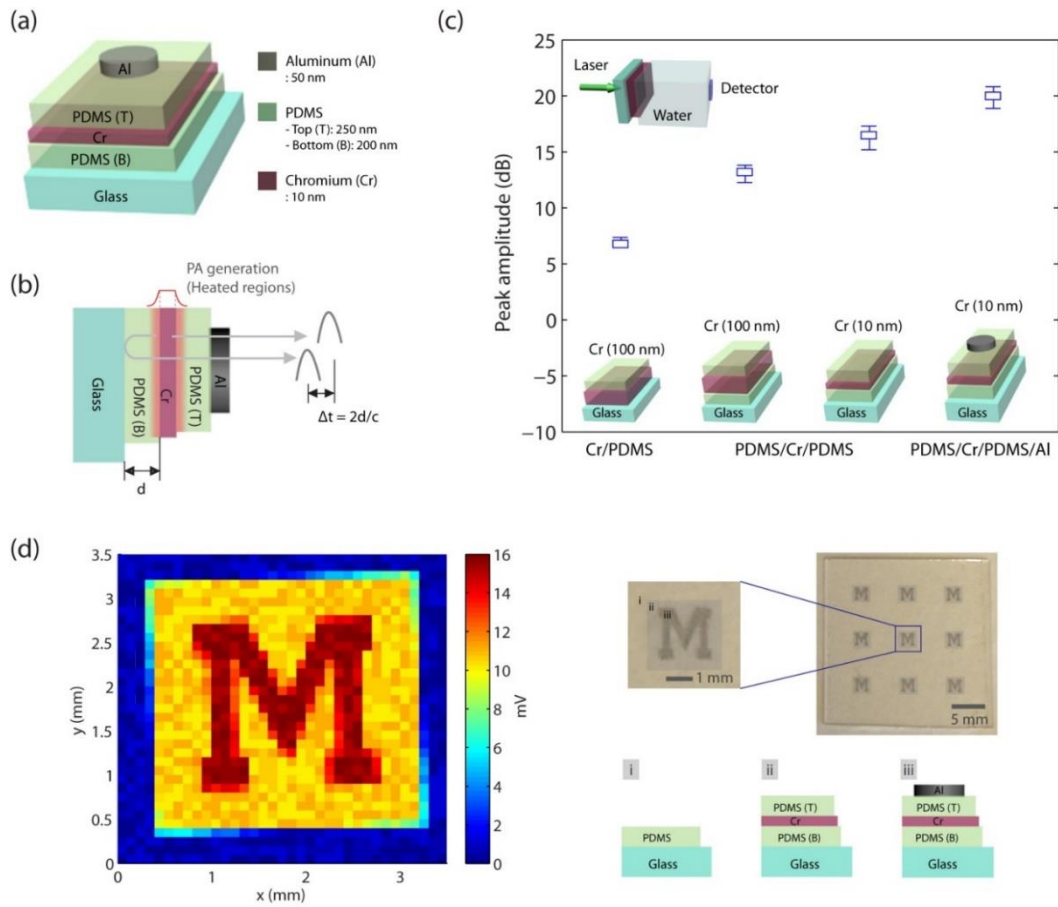 (a)
Al
PDMS (T)
Cr
PDMS (B)
Glass
Aluminum (Al)
: 50 nm
PDMS
- Top (T): 250 nm
- Bottom (B): 200 nm
Chromium (Cr)
: 10 nm
(b)
PA generation
(Heated regions)
Glass
PDMS (B)
Cr
PDMS (T)
Al
Δt = 2d/c
d
(c)
Peak amplitude (dB)
25
20
15
10
5
0
−5
−10
Laser
Water
Detector
Cr (100 nm)
Cr (100 nm)
Cr (10 nm)
Cr (10 nm)
Glass
Glass
Glass
Glass
Cr/PDMS
PDMS/Cr/PDMS
PDMS/Cr/PDMS/Al
(d)
y (mm)
3.5
3
2.5
2
1.5
1
0.5
0
0
1
2
3
x (mm)
16
14
12
10
8
6
4
2
0
mV
i
ii
iii
M
1 mm
M M M
M M M
M M M
5 mm
i
PDMS
Glass
ii
PDMS (T)
Cr
PDMS (B)
Glass
iii
Al
PDMS (T)
Cr
PDMS (B)
Glass